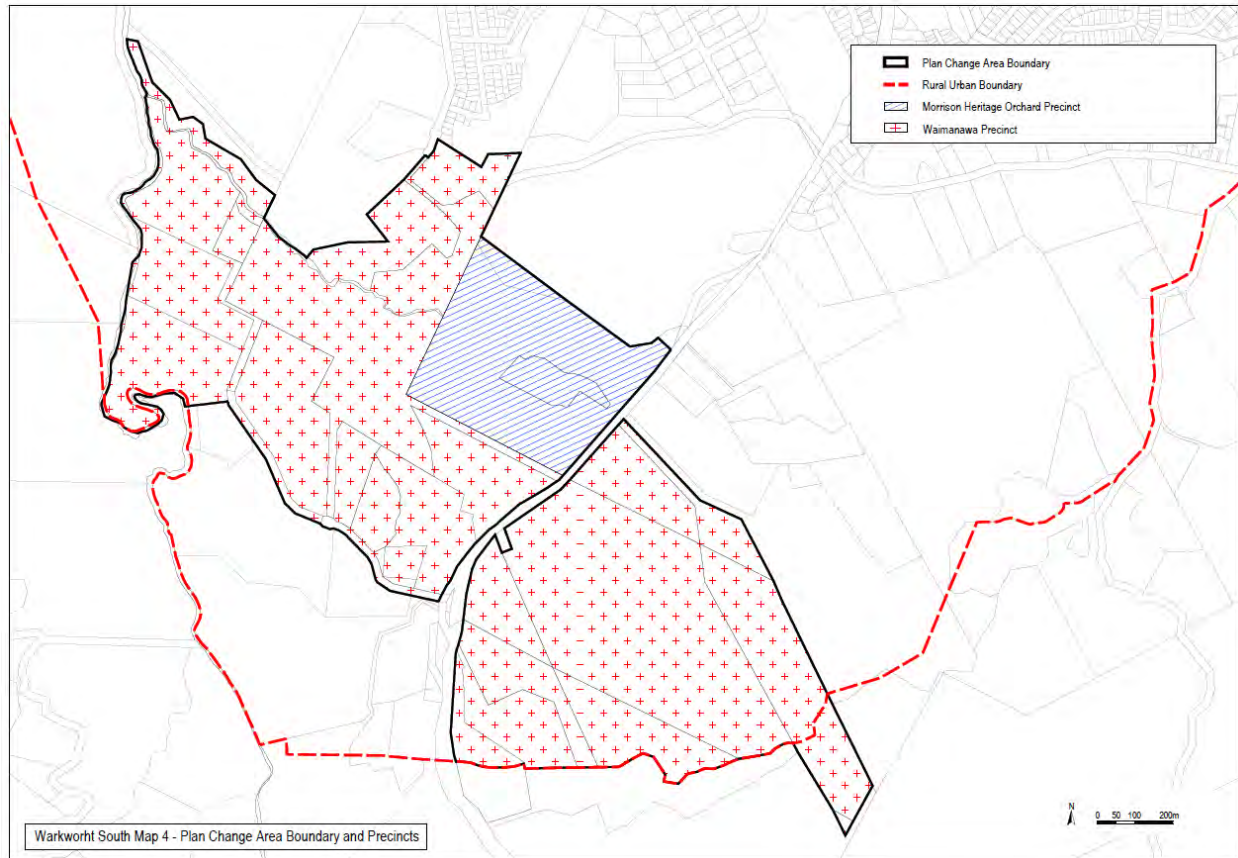 Plan Change Area Boundary
Rural Urban Boundary
Morrison Heritage Orchard Precinct
Waimanawa Precinct
N
0 50 100 200m
Warkworht South Map 4 - Plan Change Area Boundary and Precincts